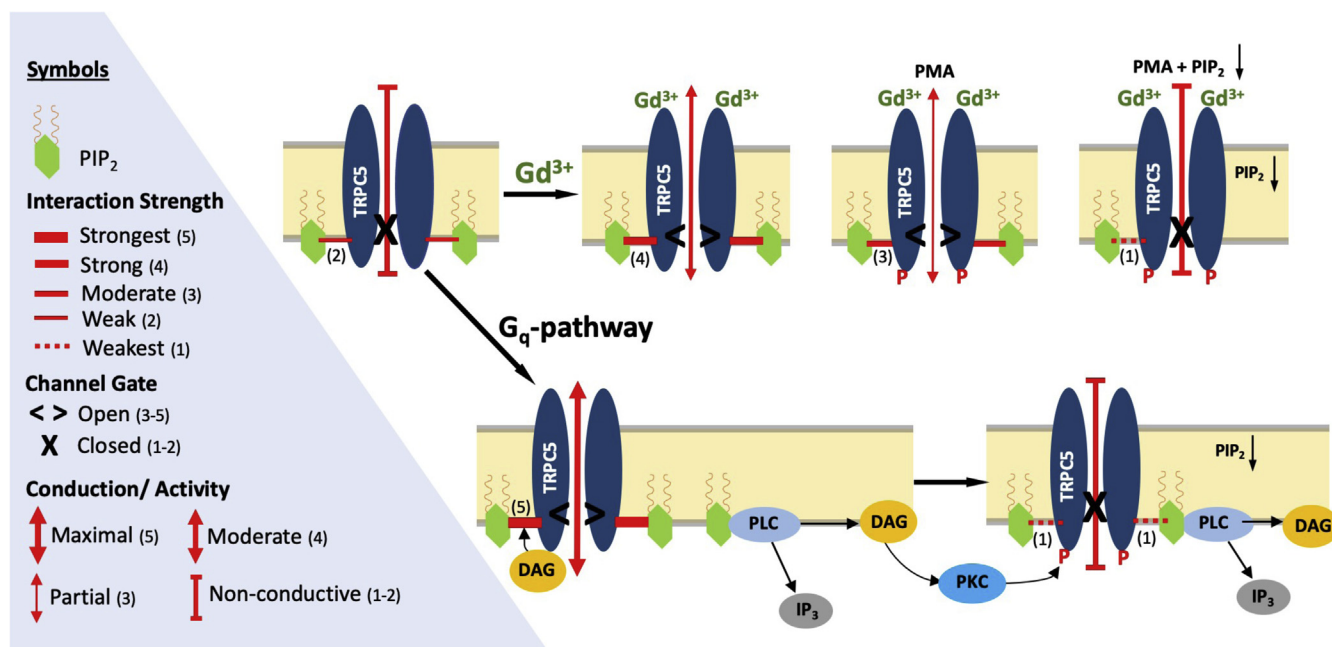 Symbols
PIP₂
Interaction Strength
Strongest (5)
Strong (4)
Moderate (3)
Weak (2)
Weakest (1)
Channel Gate
< > Open (3-5)
X Closed (1-2)
Conduction/ Activity
Maximal (5)
Moderate (4)
Partial (3)
Non-conductive (1-2)
TRPC5
X
(2)
Gd³⁺
Gd³⁺ Gd³⁺
TRPC5
< >
(4)
PMA
Gd³⁺ Gd³⁺
TRPC5
< >
(3)
P P
PMA + PIP₂ ↓
Gd³⁺ Gd³⁺
TRPC5
PIP₂ ↓
X
(1)
P P
Gq-pathway
TRPC5
(5)
< >
DAG
PLC
DAG
IP₃
PKC
TRPC5
PIP₂ ↓
X
(1) (1)
P P
PLC
DAG
IP₃